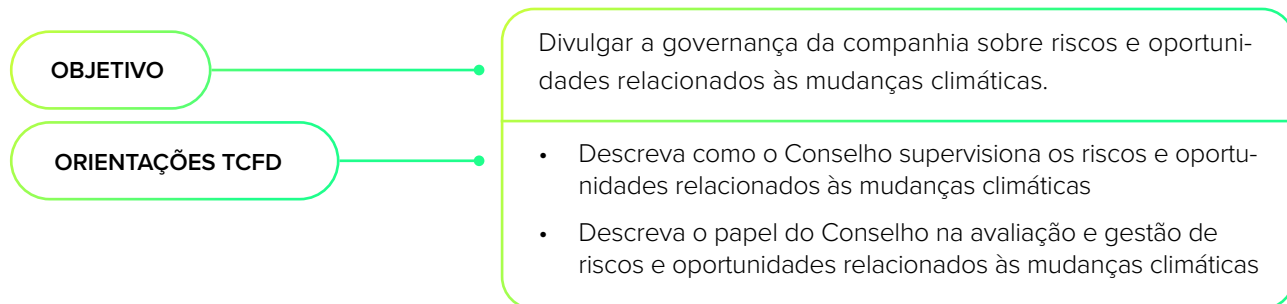 OBJETIVO
Divulgar a governança da companhia sobre riscos e oportuni-
dades relacionados às mudanças climáticas.
ORIENTAÇÕES TCFD
• Descreva como o Conselho supervisiona os riscos e oportu-
nidades relacionados às mudanças climáticas
• Descreva o papel do Conselho na avaliação e gestão de
riscos e oportunidades relacionados às mudanças climáticas